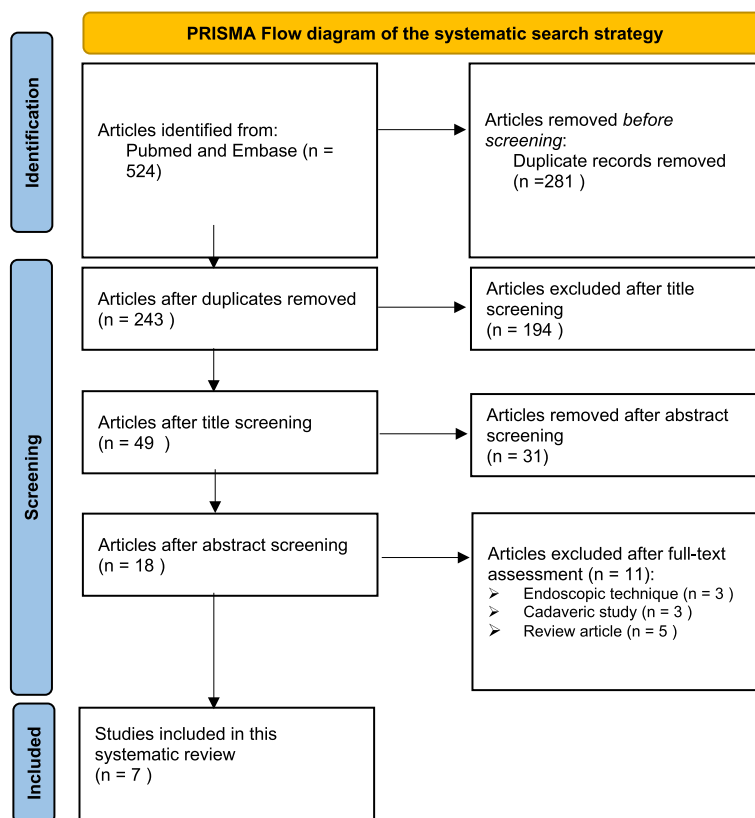 PRISMA Flow diagram of the systematic search strategy
Identification
Articles identified from:
Pubmed and Embase (n =
524)
Articles removed before
screening:
Duplicate records removed
(n =281 )
Screening
Articles after duplicates removed
(n = 243 )
Articles excluded after title
screening
(n = 194 )
Articles after title screening
(n = 49 )
Articles removed after abstract
screening
(n = 31)
Articles after abstract screening
(n = 18 )
Articles excluded after full-text
assessment (n = 11):
➢ Endoscopic technique (n = 3 )
➢ Cadaveric study (n = 3 )
➢ Review article (n = 5 )
Included
Studies included in this
systematic review
(n = 7 )